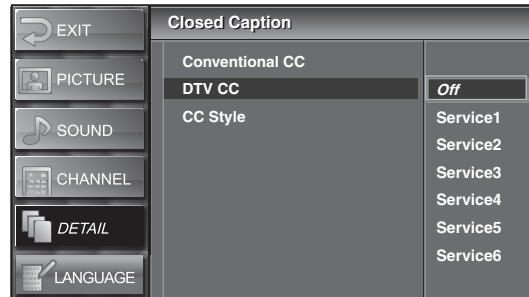 EXIT
PICTURE
SOUND
CHANNEL
DETAIL
LANGUAGE
Closed Caption
Conventional CC
DTV CC
CC Style
Off
Service1
Service2
Service3
Service4
Service5
Service6